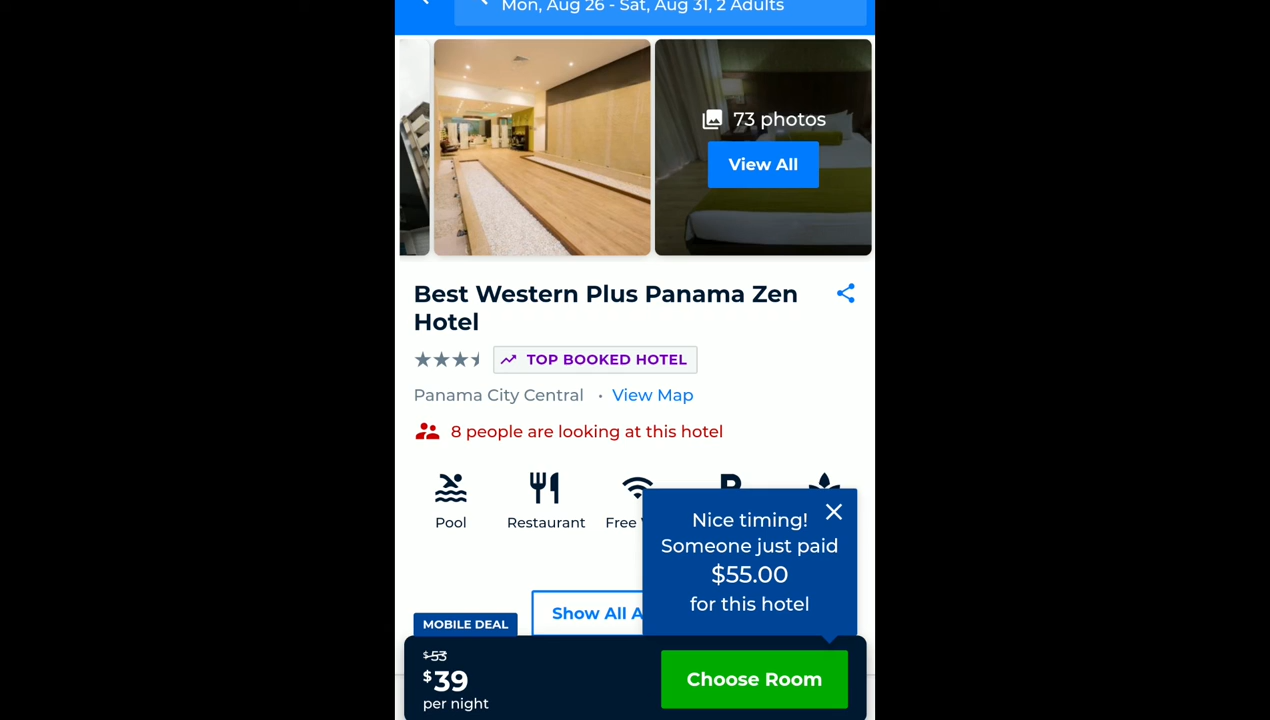 Mon, Aug 26 - Sat, Aug 31, 2 Adults
73 photos
View All
Best Western Plus Panama Zen
Hotel
TOP BOOKED HOTEL
Panama City Central • View Map
8 people are looking at this hotel
Pool
Restaurant
Free
Nice timing!
Someone just paid
$55.00
for this hotel
Show All
MOBILE DEAL
$53
$39
per night
Choose Room